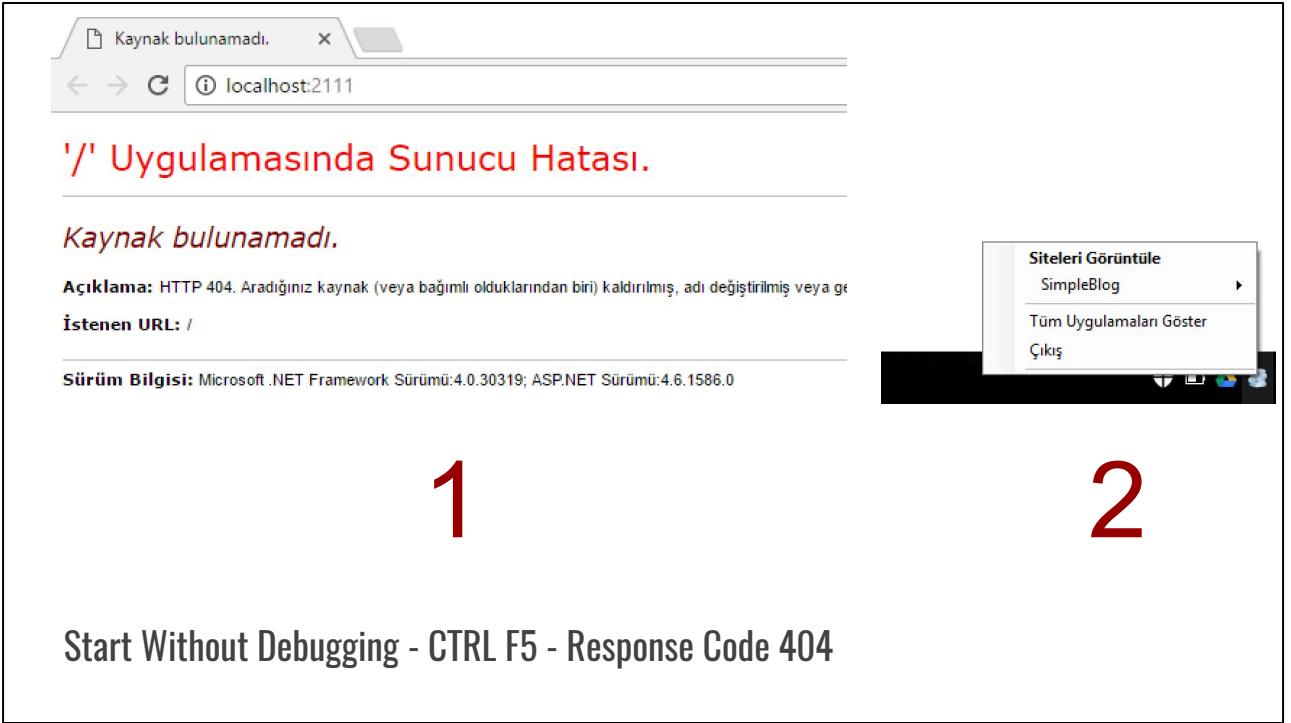 Kaynak bulunamadı.
localhost:2111
'/' Uygulamasında Sunucu Hatası.
Kaynak bulunamadı.
Açıklama: HTTP 404. Aradığınız kaynak (veya bağımlı olduklarından biri) kaldırılmış, adı değiştirilmiş veya ge
İstenen URL: /
Sürüm Bilgisi: Microsoft .NET Framework Sürümü:4.0.30319; ASP.NET Sürümü:4.6.1586.0
Siteleri Görüntüle
SimpleBlog
Tüm Uygulamaları Göster
Çıkış
1
2
Start Without Debugging - CTRL F5 - Response Code 404